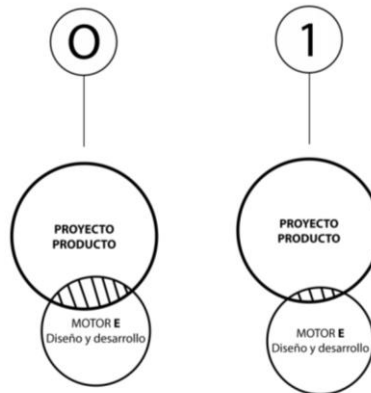 0
1
PROYECTO
PRODUCTO
MOTOR E
Diseño y desarrollo
PROYECTO
PRODUCTO
MOTOR E
Diseño y desarrollo